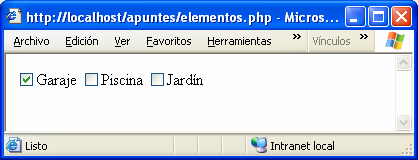 http://localhost/apuntes/elementos.php - Micros...
Archivo Edición Ver Favoritos Herramientas » Vínculos »
Garaje Piscina Jardín
Listo Intranet local